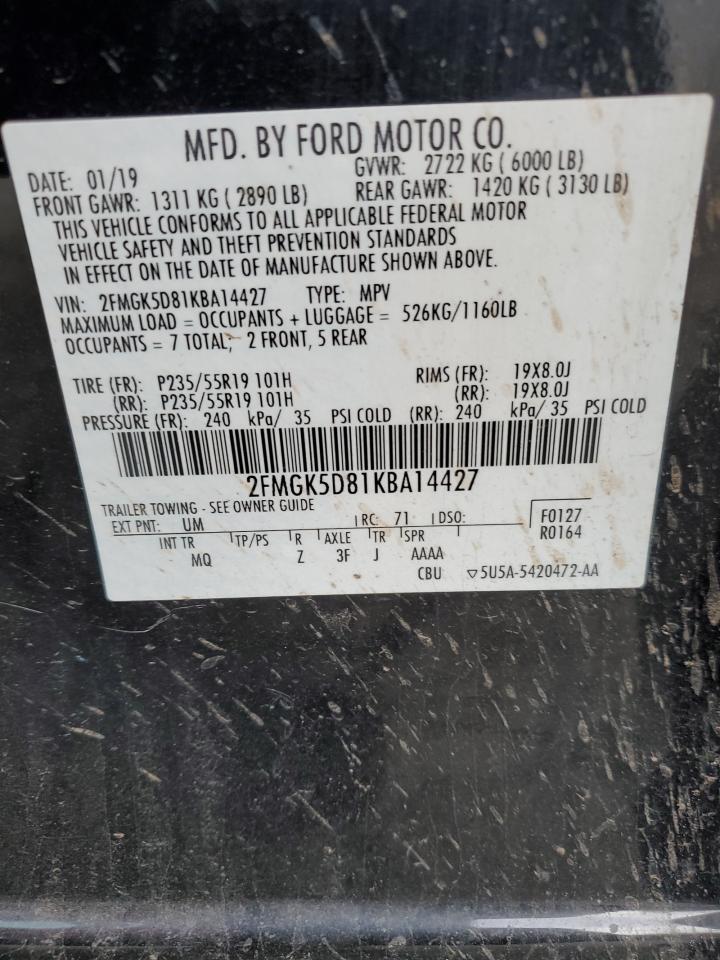 MFD. BY FORD MOTOR CO.
DATE: 01/19 GVWR: 2722 KG ( 6000 LB)
FRONT GAWR: 1311 KG ( 2890 LB) REAR GAWR: 1420 KG ( 3130 LB)
THIS VEHICLE CONFORMS TO ALL APPLICABLE FEDERAL MOTOR
VEHICLE SAFETY AND THEFT PREVENTION STANDARDS
IN EFFECT ON THE DATE OF MANUFACTURE SHOWN ABOVE.
VIN: 2FMGK5D81KBA14427 TYPE: MPV
MAXIMUM LOAD = OCCUPANTS + LUGGAGE = 526KG/1160LB
OCCUPANTS = 7 TOTAL; 2 FRONT, 5 REAR
TIRE (FR): P235/55R19 101H RIMS (FR): 19X8.0J
(RR): P235/55R19 101H (RR): 19X8.0J
PRESSURE (FR): 240 kPa/ 35 PSI COLD (RR): 240 kPa/ 35 PSI COLD
2FMGK5D81KBA14427
TRAILER TOWING - SEE OWNER GUIDE
EXT PNT: UM RC: 71 DSO: F0127
INT TR TP/PS R AXLE TR SPR R0164
MQ Z 3F J AAAA
CBU ▽5U5A-5420472-AA